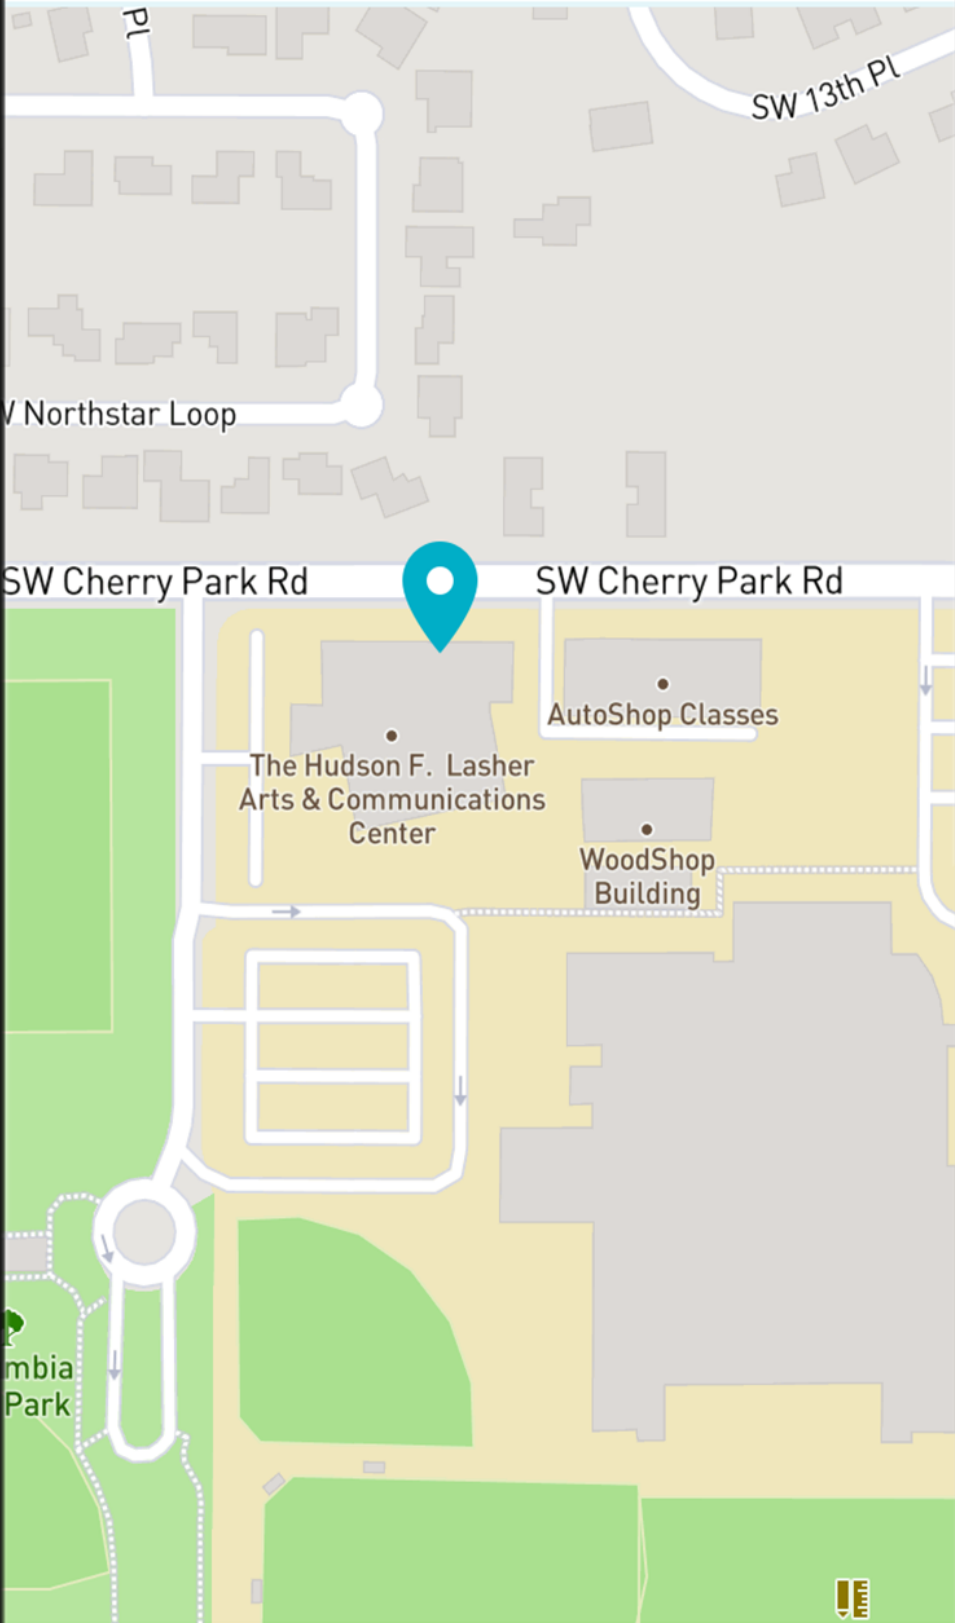 Pl
SW 13th Pl
W Northstar Loop
SW Cherry Park Rd
SW Cherry Park Rd
AutoShop Classes
The Hudson F. Lasher
Arts & Communications
Center
WoodShop
Building
mbia
Park